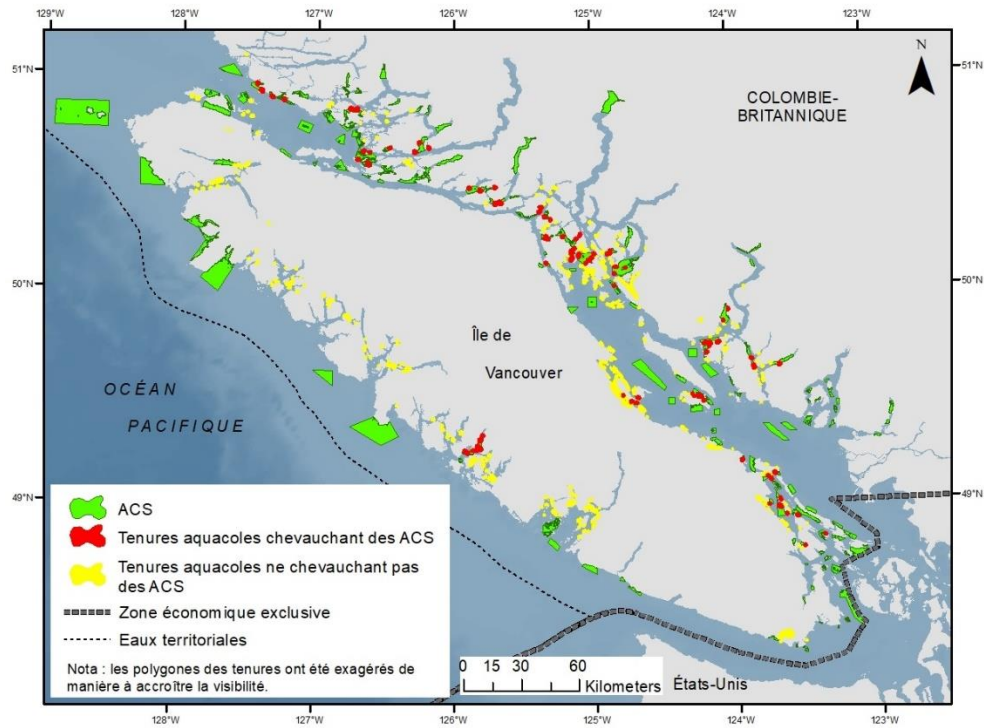 129°W 128°W 127°W 126°W 125°W 124°W 123°W
51°N 51°N
N
COLOMBIE-
BRITANNIQUE
50°N 50°N
Île de
Vancouver
OCÉAN
PACIFIQUE
49°N 49°N
ACS
Tenures aquacoles chevauchant des ACS
Tenures aquacoles ne chevauchant pas
des ACS
Zone économique exclusive
Eaux territoriales
Nota : les polygones des tenures ont été exagérés de
manière à accroître la visibilité.
0 15 30 60
Kilometers
États-Unis
128°W 127°W 126°W 125°W 124°W 123°W